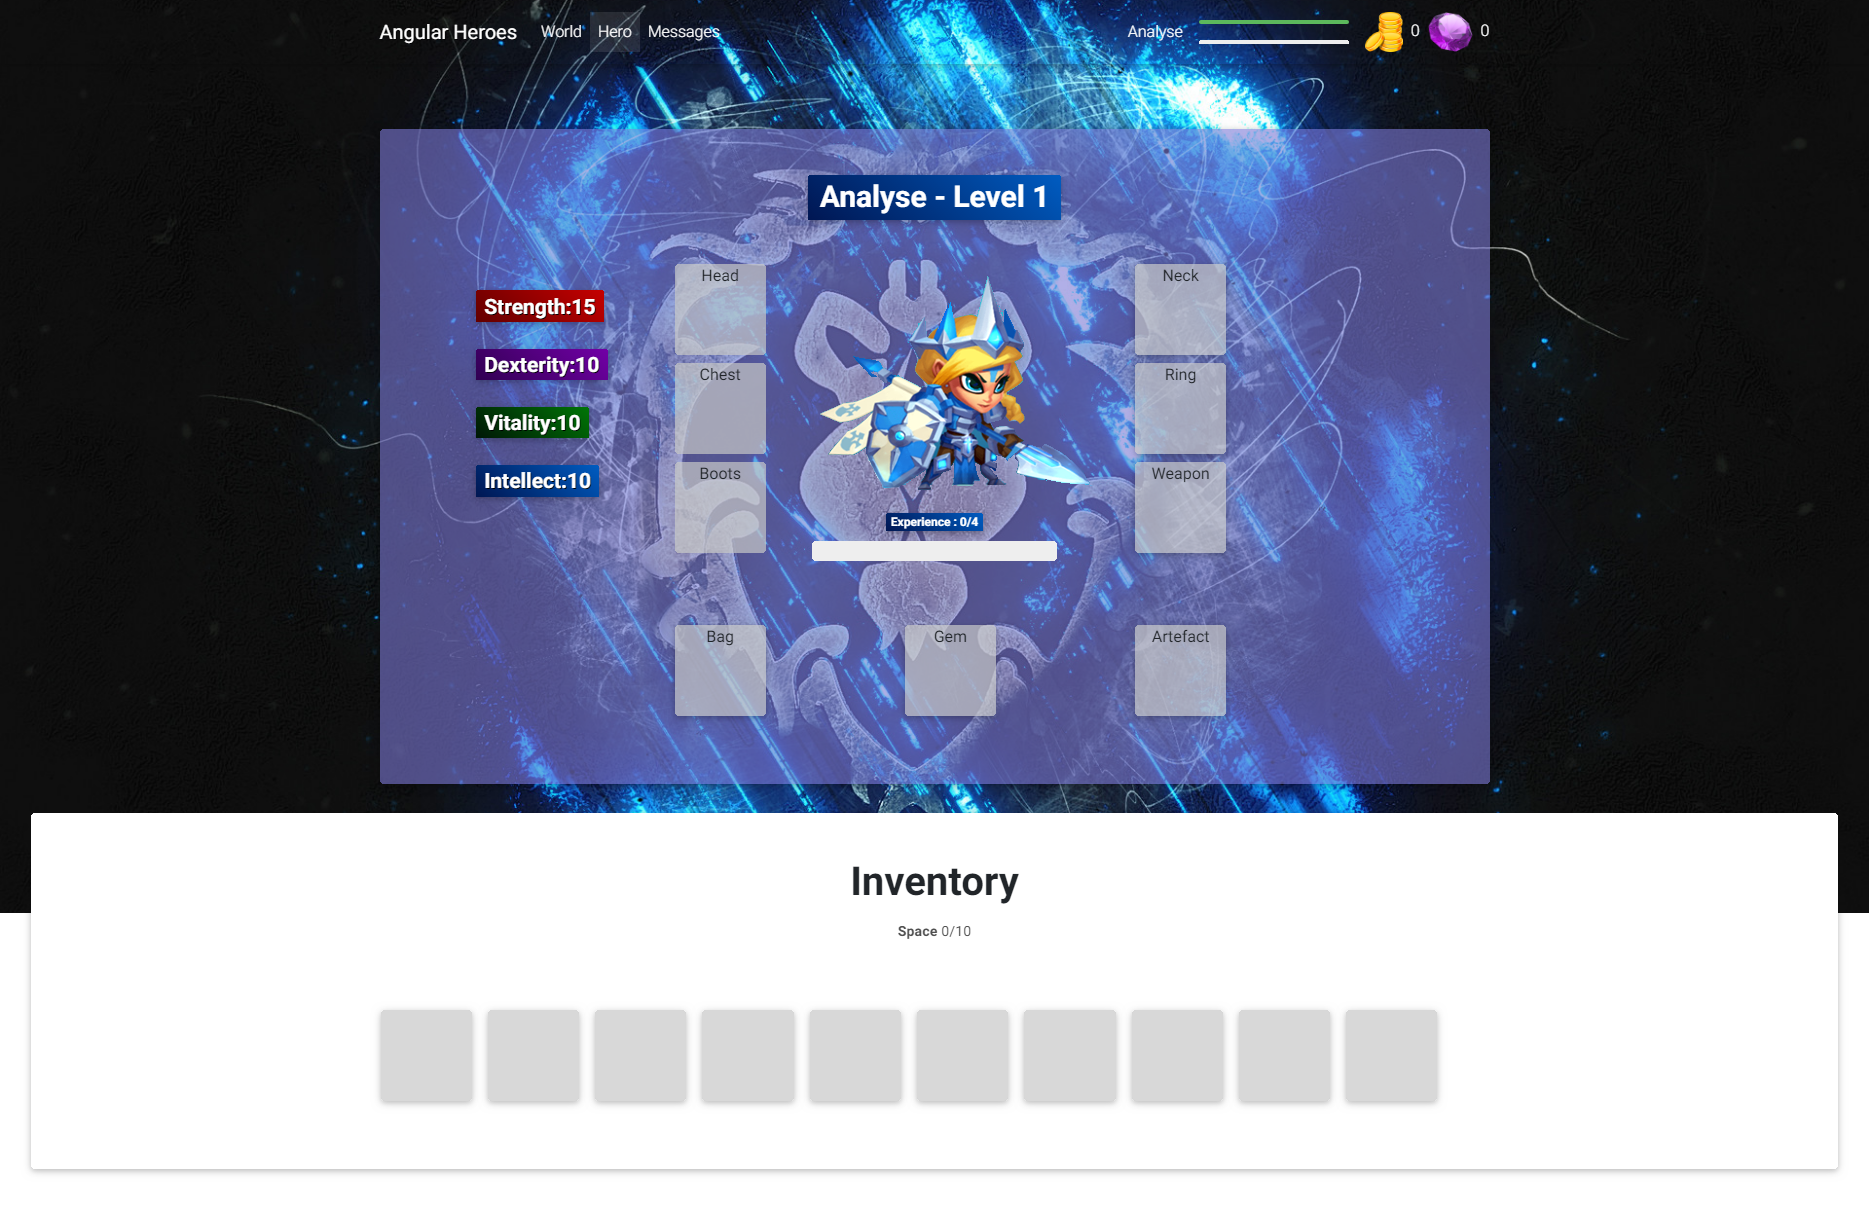 Angular Heroes World Hero Messages Analyse 0 0
Analyse - Level 1
Head
Neck
Strength:15
Dexterity:10
Chest
Ring
Vitality:10
Intellect:10
Boots
Weapon
Experience : 0/4
Bag
Gem
Artefact
Inventory
Space 0/10